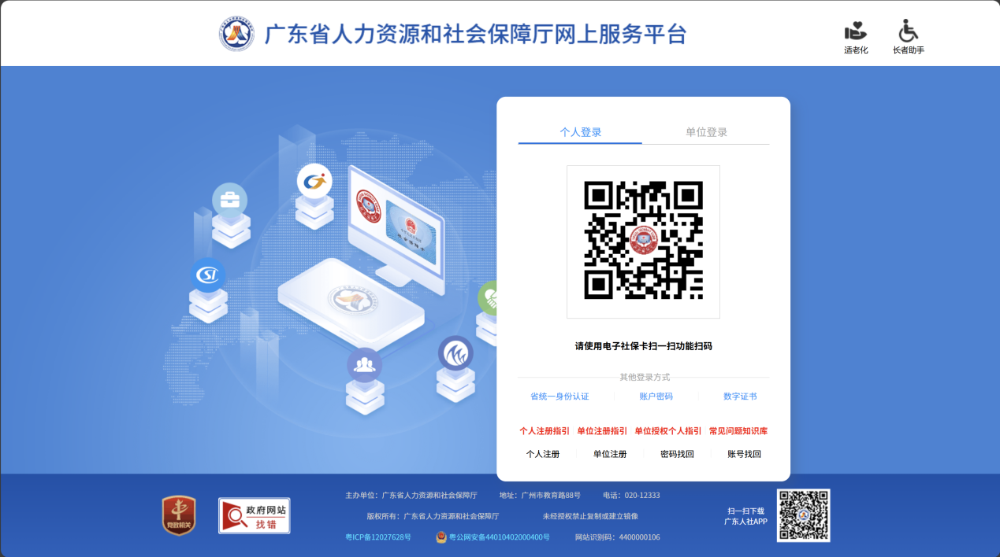 广东省人力资源和社会保障厅网上服务平台
适老化
长者助手
个人登录
单位登录
请使用电子社保卡扫一扫功能扫码
其他登录方式
省统一身份认证
账户密码
数字证书
个人注册指引 单位注册指引 单位授权个人指引 常见问题知识库
个人注册
单位注册
密码找回
账号找回
社会保障卡
党政机关
政府网站
找错
主办单位：广东省人力资源和社会保障厅 地址：广州市教育路88号 电话：020-12333
版权所有：广东省人力资源和社会保障厅 未经授权禁止复制或建立镜像
粤ICP备12027628号 粤公网安备44010402000400号 网站识别码：4400000106
扫一扫下载
广东人社APP